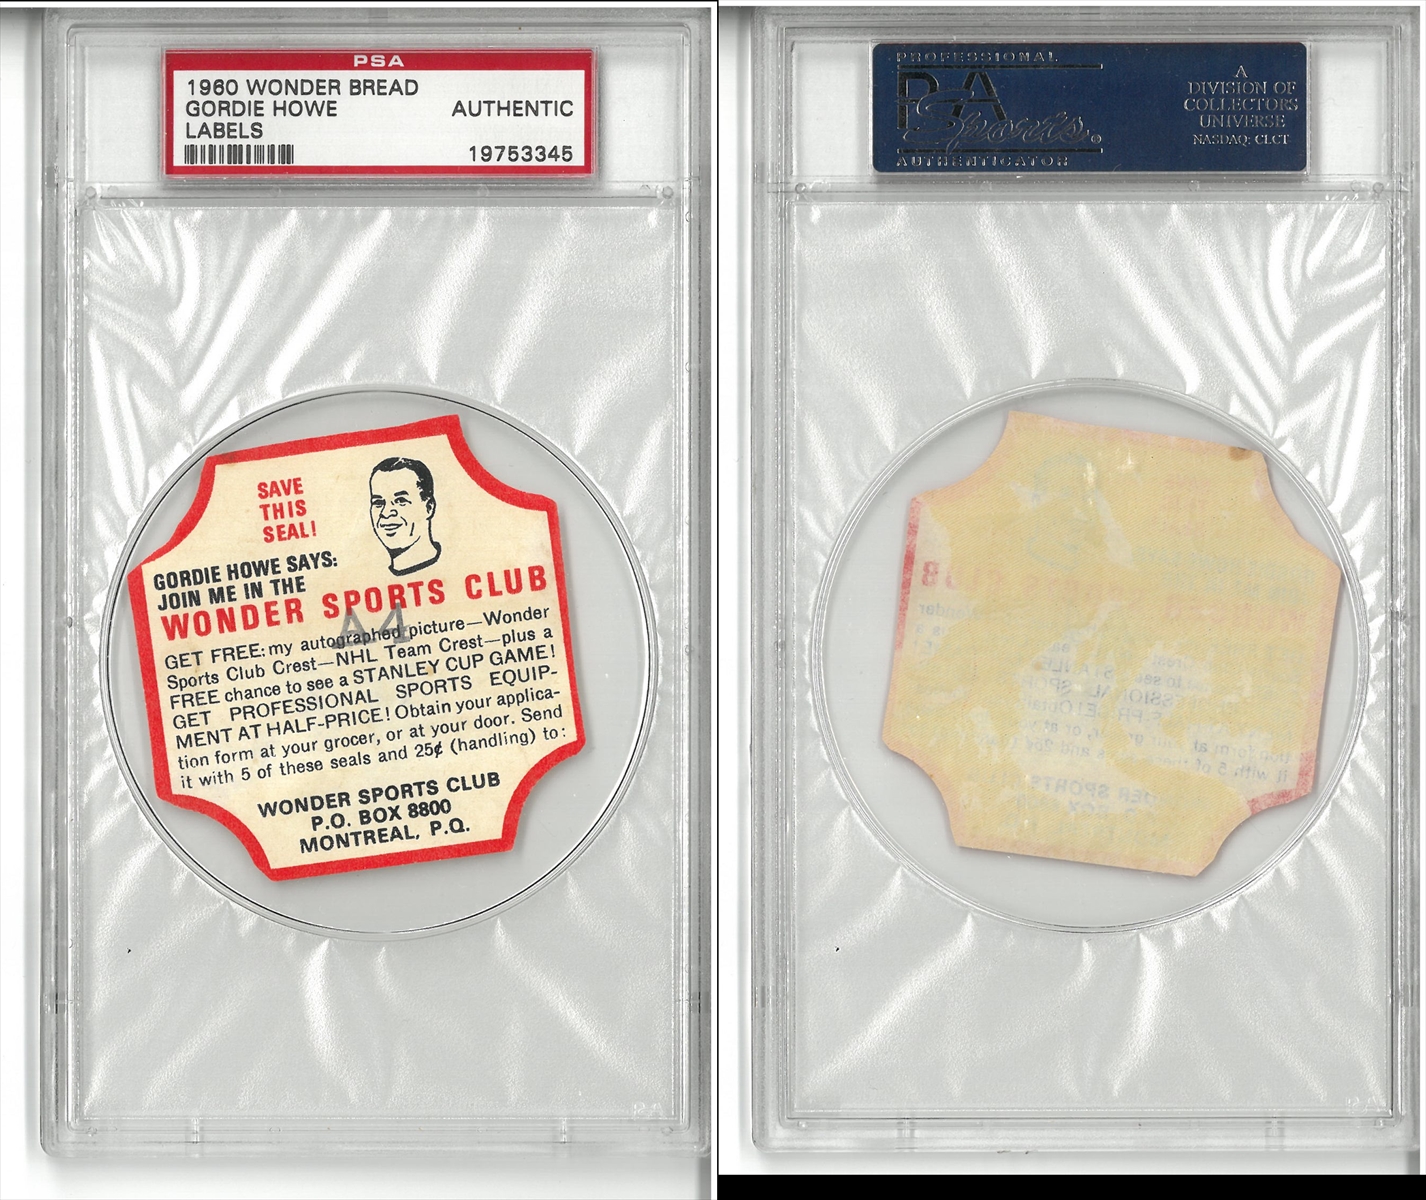 PSA
1960 WONDER BREAD
GORDIE HOWE AUTHENTIC
LABELS
19753345
SAVE
THIS
SEAL!
GORDIE HOWE SAYS:
JOIN ME IN THE
WONDER SPORTS CLUB
A4
GET FREE: my autographed picture—Wonder
Sports Club Crest—NHL Team Crest—plus a
FREE chance to see a STANLEY CUP GAME!
GET PROFESSIONAL SPORTS EQUIP-
MENT AT HALF-PRICE! Obtain your applica-
tion form at your grocer, or at your door. Send
it with 5 of these seals and 25¢ (handling) to:
WONDER SPORTS CLUB
P.O. BOX 8800
MONTREAL, P.Q.
PROFESSIONAL
PSA
Sports
AUTHENTICATOR
A
DIVISION OF
COLLECTORS
UNIVERSE
NASDAQ: CLCT